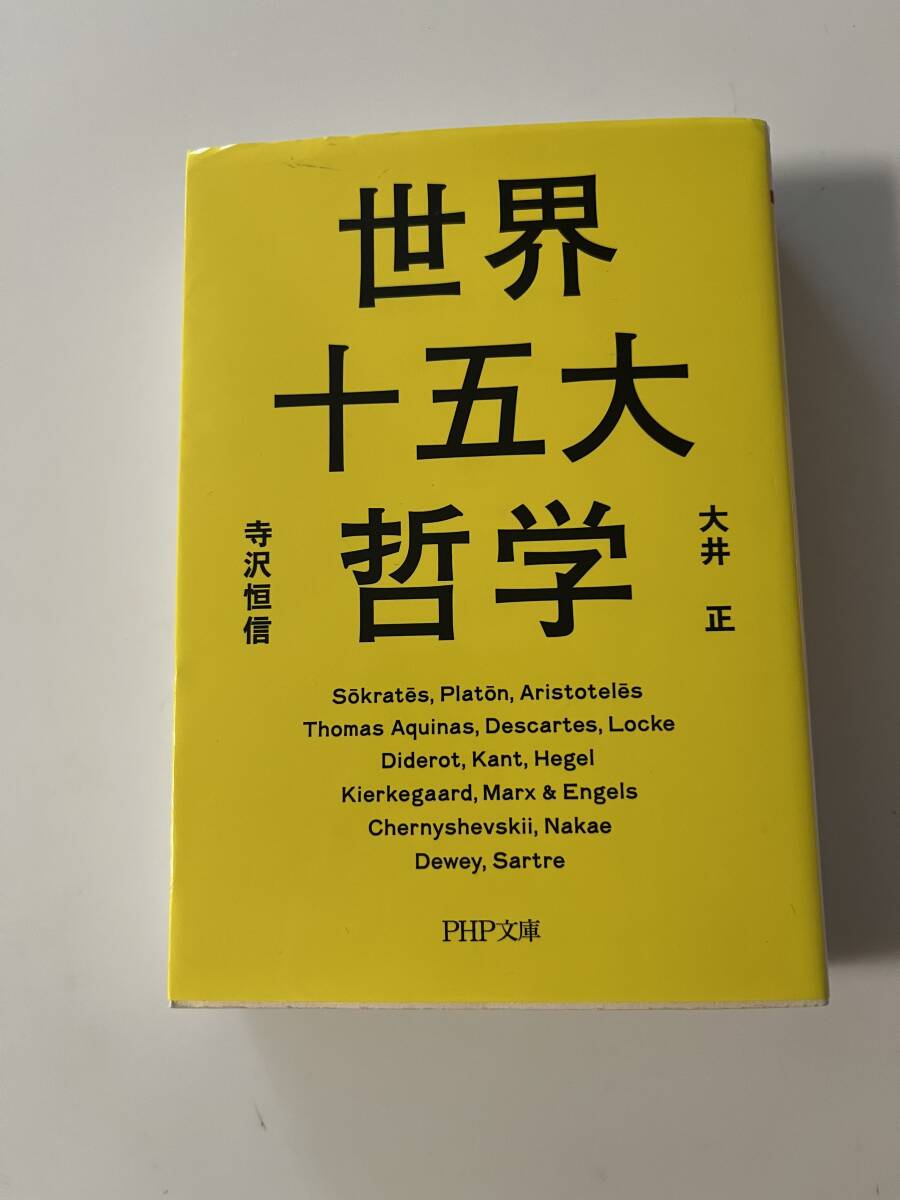 世界
十五大
哲学
大井 正
寺沢恒信
Sōkratēs, Platōn, Aristotelēs
Thomas Aquinas, Descartes, Locke
Diderot, Kant, Hegel
Kierkegaard, Marx & Engels
Chernyshevskii, Nakae
Dewey, Sartre
PHP文庫